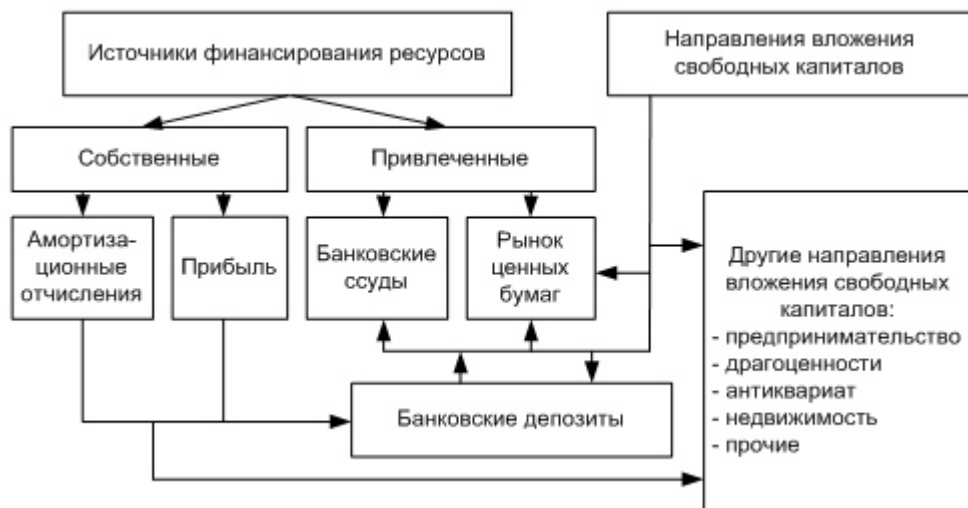 Источники финансирования ресурсов
Направления вложения
свободных капиталов
Собственные
Привлеченные
Амортиза-
ционные
отчисления
Прибыль
Банковские
ссуды
Рынок
ценных
бумаг
Банковские депозиты
Другие направления
вложения свободных
капиталов:
- предпринимательство
- драгоценности
- антиквариат
- недвижимость
- прочие